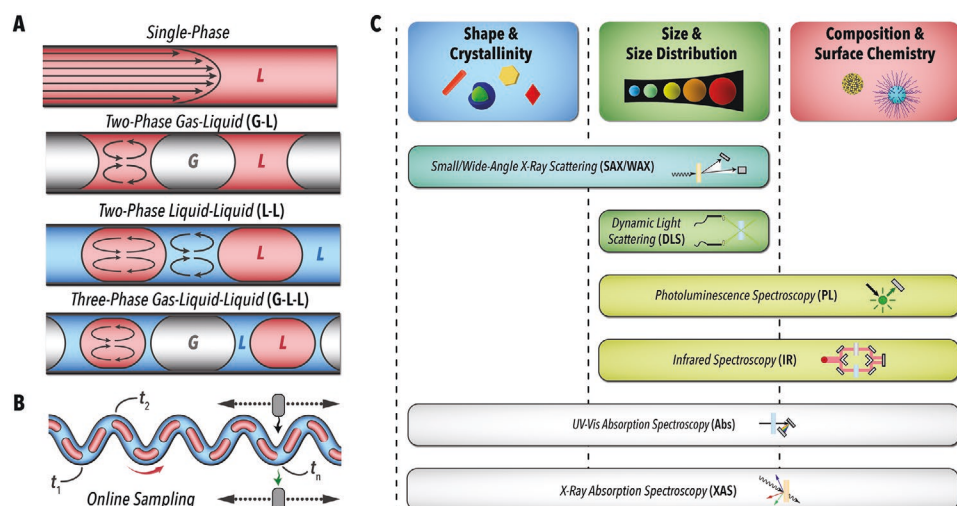 A
Single-Phase
L
Two-Phase Gas-Liquid (G-L)
G
L
Two-Phase Liquid-Liquid (L-L)
L
L
Three-Phase Gas-Liquid-Liquid (G-L-L)
G
L
L
B
t2
t1
tn
Online Sampling
C
Shape &
Crystallinity
Size &
Size Distribution
Composition &
Surface Chemistry
Small/Wide-Angle X-Ray Scattering (SAX/WAX)
Dynamic Light
Scattering (DLS)
Photoluminescence Spectroscopy (PL)
Infrared Spectroscopy (IR)
UV-Vis Absorption Spectroscopy (Abs)
X-Ray Absorption Spectroscopy (XAS)